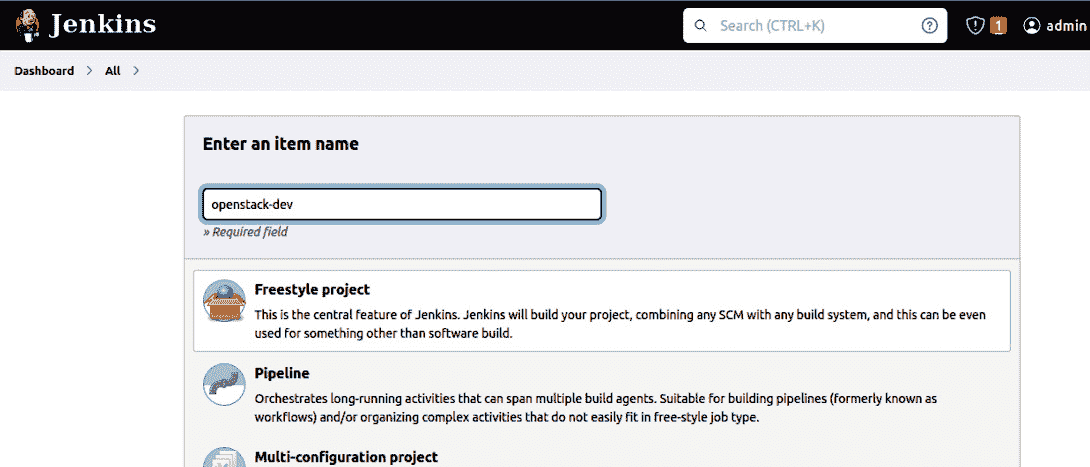 Jenkins
Search (CTRL+K)
1
admin
Dashboard
All
Enter an item name
openstack-dev
» Required field
Freestyle project
This is the central feature of Jenkins. Jenkins will build your project, combining any SCM with any build system, and this can be even
used for something other than software build.
Pipeline
Orchestrates long-running activities that can span multiple build agents. Suitable for building pipelines (formerly known as
workflows) and/or organizing complex activities that do not easily fit in free-style job type.
Multi-configuration project